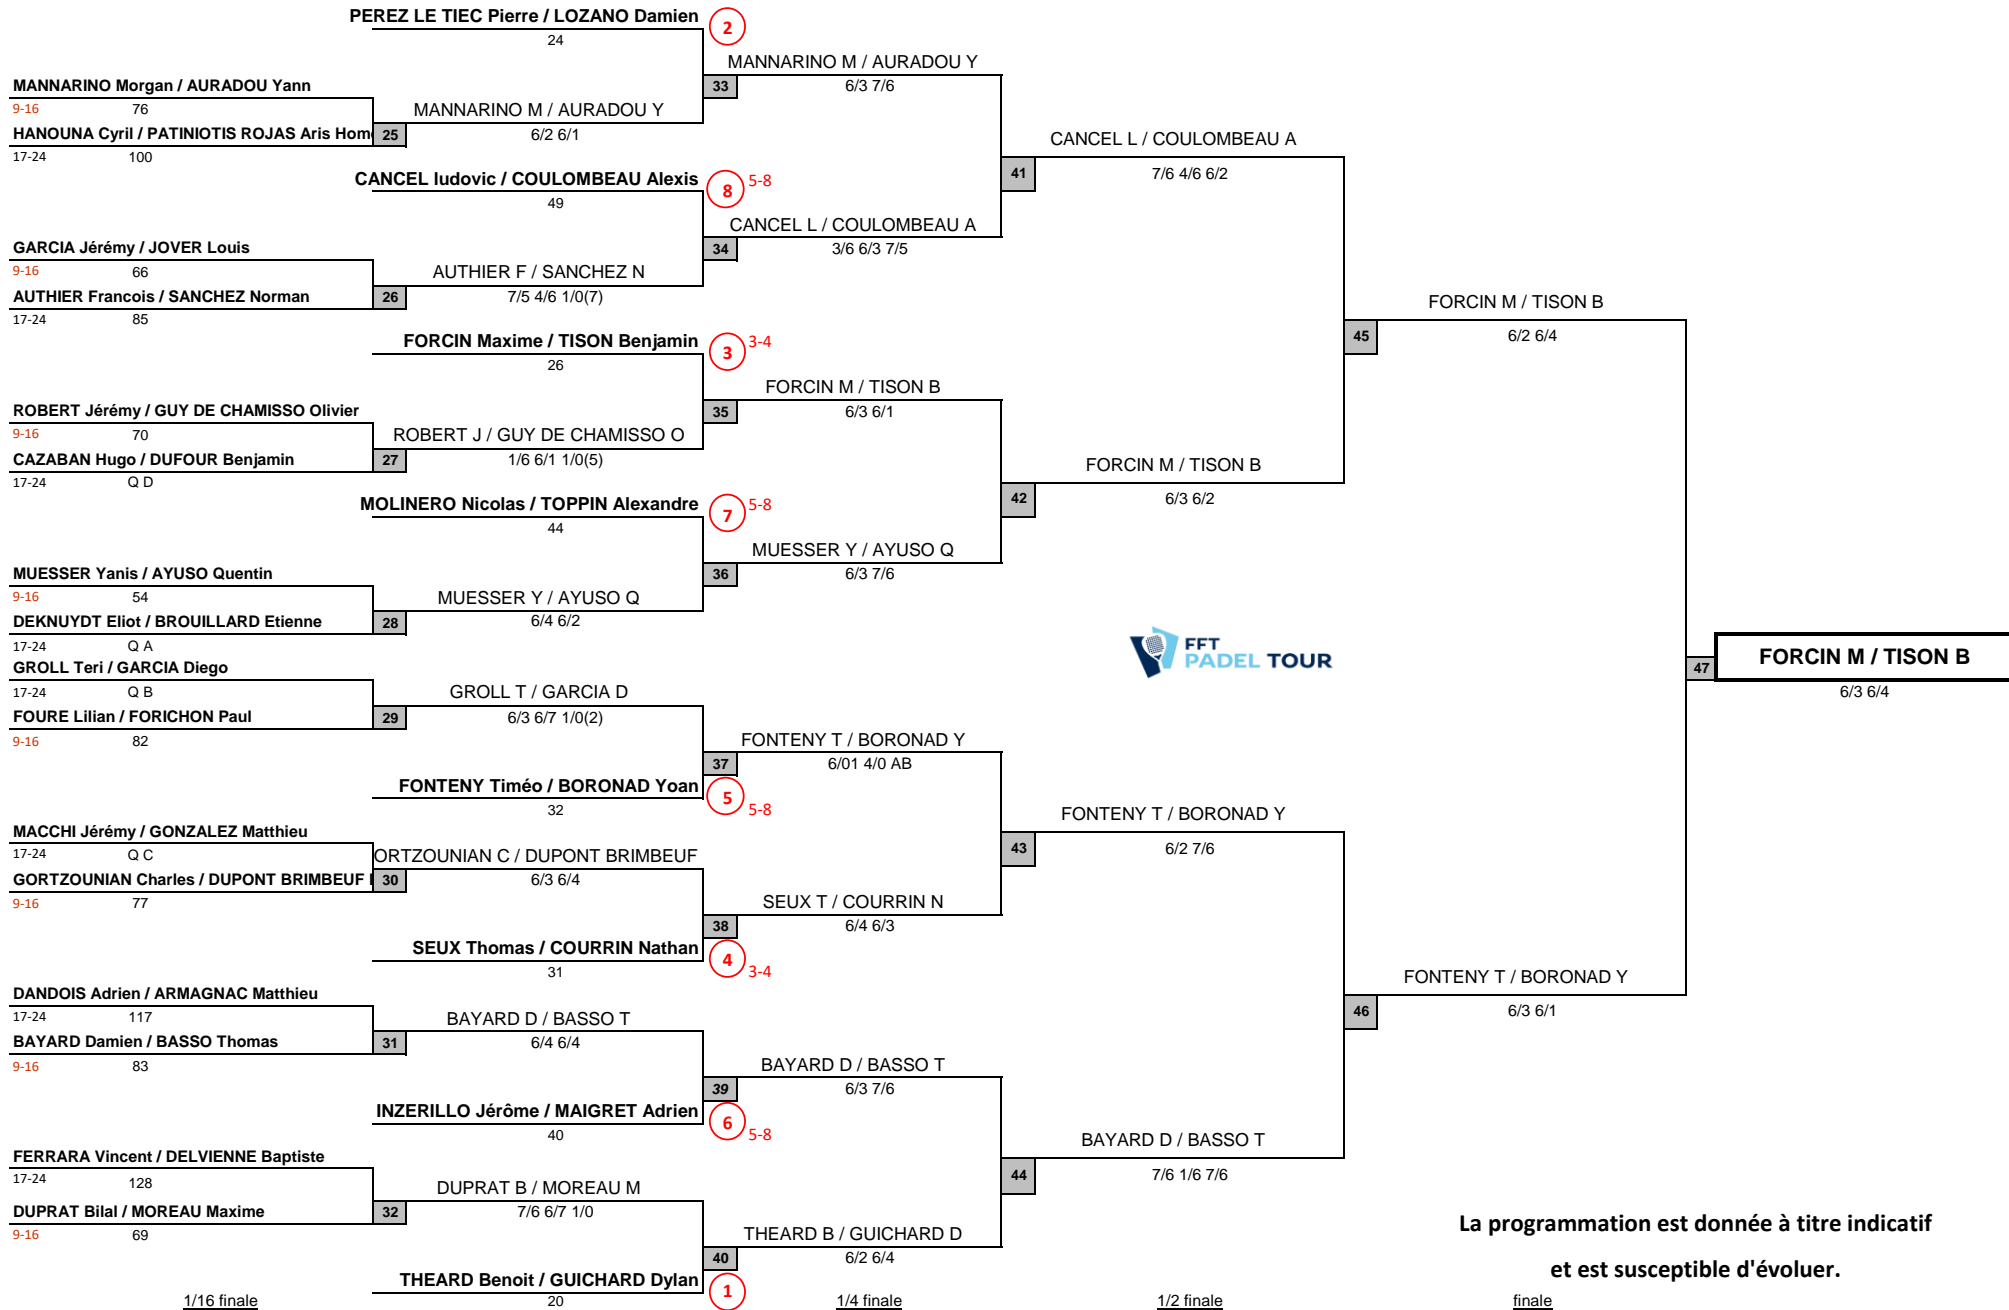 PEREZ LE TIEC Pierre / LOZANO Damien
2
24
MANNARINO M / AURADOU Y
33
6/3 7/6
MANNARINO Morgan / AURADOU Yann
9-16 76
MANNARINO M / AURADOU Y
HANOUNA Cyril / PATINIOTIS ROJAS Aris Hom
25
6/2 6/1
17-24 100
CANCEL L / COULOMBEAU A
41
7/6 4/6 6/2
CANCEL ludovic / COULOMBEAU Alexis
8
5-8
49
CANCEL L / COULOMBEAU A
34
3/6 6/3 7/5
GARCIA Jérémy / JOVER Louis
9-16 66
AUTHIER F / SANCHEZ N
AUTHIER Francois / SANCHEZ Norman
26
7/5 4/6 1/0(7)
17-24 85
FORCIN M / TISON B
45
6/2 6/4
FORCIN Maxime / TISON Benjamin
3
3-4
26
FORCIN M / TISON B
35
6/3 6/1
ROBERT Jérémy / GUY DE CHAMISSO Olivier
9-16 70
ROBERT J / GUY DE CHAMISSO O
CAZABAN Hugo / DUFOUR Benjamin
27
1/6 6/1 1/0(5)
17-24 Q D
FORCIN M / TISON B
42
6/3 6/2
MOLINERO Nicolas / TOPPIN Alexandre
7
5-8
44
MUESSER Y / AYUSO Q
36
6/3 7/6
MUESSER Yanis / AYUSO Quentin
9-16 54
MUESSER Y / AYUSO Q
DEKNUYDT Eliot / BROUILLARD Etienne
28
6/4 6/2
17-24 Q A
FFT
PADEL TOUR
47
FORCIN M / TISON B
6/3 6/4
GROLL Teri / GARCIA Diego
17-24 Q B
GROLL T / GARCIA D
FOURE Lilian / FORICHON Paul
29
6/3 6/7 1/0(2)
9-16 82
FONTENY T / BORONAD Y
37
6/01 4/0 AB
FONTENY Timéo / BORONAD Yoan
5
5-8
32
FONTENY T / BORONAD Y
43
6/2 7/6
MACCHI Jérémy / GONZALEZ Matthieu
17-24 Q C
ORTZOUNIAN C / DUPONT BRIMBEUF
GORTZOUNIAN Charles / DUPONT BRIMBEUF
30
6/3 6/4
9-16 77
SEUX T / COURRIN N
38
6/4 6/3
SEUX Thomas / COURRIN Nathan
4
3-4
31
FONTENY T / BORONAD Y
46
6/3 6/1
DANDOIS Adrien / ARMAGNAC Matthieu
17-24 117
BAYARD D / BASSO T
BAYARD Damien / BASSO Thomas
31
6/4 6/4
9-16 83
BAYARD D / BASSO T
39
6/3 7/6
INZERILLO Jérôme / MAIGRET Adrien
6
5-8
40
BAYARD D / BASSO T
44
7/6 1/6 7/6
FERRARA Vincent / DELVIENNE Baptiste
17-24 128
DUPRAT B / MOREAU M
DUPRAT Bilal / MOREAU Maxime
32
7/6 6/7 1/0
9-16 69
THEARD B / GUICHARD D
40
6/2 6/4
THEARD Benoit / GUICHARD Dylan
1
20
La programmation est donnée à titre indicatif
et est susceptible d'évoluer.
1/16 finale
1/4 finale
1/2 finale
finale